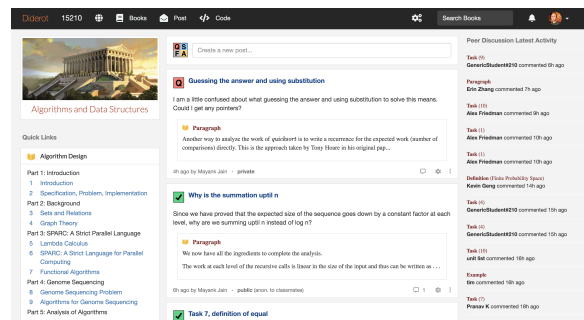 Diderot 15210 Books Post Code Search Books
Algorithms and Data Structures
Quick Links
Algorithm Design
Part 1: Introduction
1 Introduction
2 Specification, Problem, Implementation
Part 2: Background
3 Sets and Relations
4 Graph Theory
Part 3: SPARC: A Strict Parallel Language
5 Lambda Calculus
6 SPARC: A Strict Language for Parallel
Computing
7 Functional Algorithms
Part 4: Genome Sequencing
8 Genome Sequencing Problem
9 Algorithms for Genome Sequencing
Part 5: Analysis of Algorithms
Q S
F A
Create a new post...
Q Guessing the answer and using substitution
I am a little confused about what guessing the answer and using substitution to solve this means.
Could I get any pointers?
Paragraph
Another way to analyze the work of quicksort is to write a recurrence for the expected work (number of
comparisons) directly. This is the approach taken by Tony Hoare in his original pap...
4h ago by Mayank Jain · private
Why is the summation uptil n
Since we have proved that the expected size of the sequence goes down by a constant factor at each
level, why are we summing uptil n instead of log n?
Paragraph
We now have all the ingredients to complete the analysis.
The work at each level of the recursive calls is linear in the size of the input and thus can be written as ...
6h ago by Mayank Jain · public (anon. to classmates) 1
Task 7, definition of equal
Peer Discussion Latest Activity
Task (9)
GenericStudent#210 commented 6h ago
Paragraph
Erin Zhang commented 7h ago
Task (10)
Alex Friedman commented 9h ago
Task (1)
Alex Friedman commented 10h ago
Task (1)
Alex Friedman commented 10h ago
Definition (Finite Probability Space)
Kevin Geng commented 14h ago
Task (4)
GenericStudent#210 commented 15h ago
Task (4)
GenericStudent#210 commented 15h ago
Task (10)
unit tist commented 16h ago
Example
tim commented 16h ago
Task (7)
Pranav K commented 18h ago